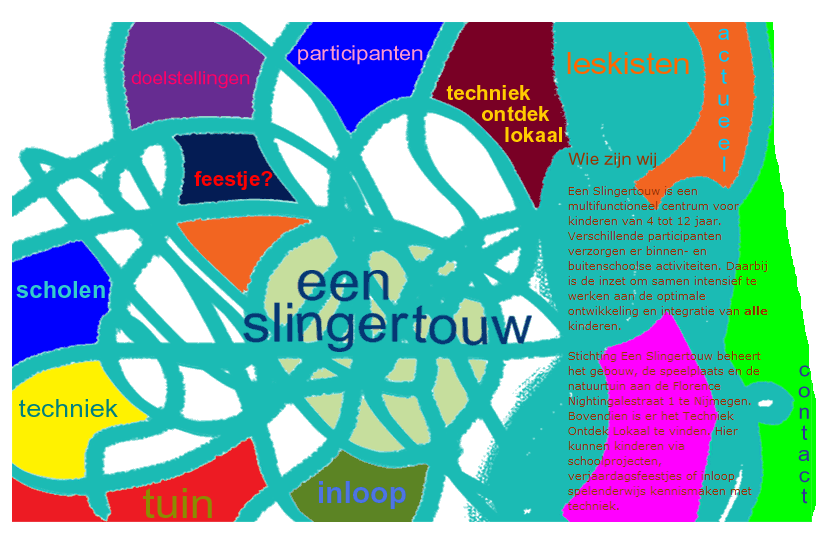 doelstellingen
participanten
techniek
ontdek
lokaal
leskisten
actueel
feestje?
scholen
een
slingertouw
techniek
tuin
inloop
contact
Wie zijn wij
Een Slingertouw is een
multifunctioneel centrum voor
kinderen van 4 tot 12 jaar.
Verschillende participanten
verzorgen er binnen- en
buitenschoolse activiteiten. Daarbij
is de inzet om samen intensief te
werken aan de optimale
ontwikkeling en integratie van alle
kinderen.
Stichting Een Slingertouw beheert
het gebouw, de speelplaats en de
natuurtuin aan de Florence
Nightingalestraat 1 te Nijmegen.
Bovendien is er het Techniek
Ontdek Lokaal te vinden. Hier
kunnen kinderen via
schoolprojecten,
verjaardagsfeestjes of inloop
spelenderwijs kennismaken met
techniek.